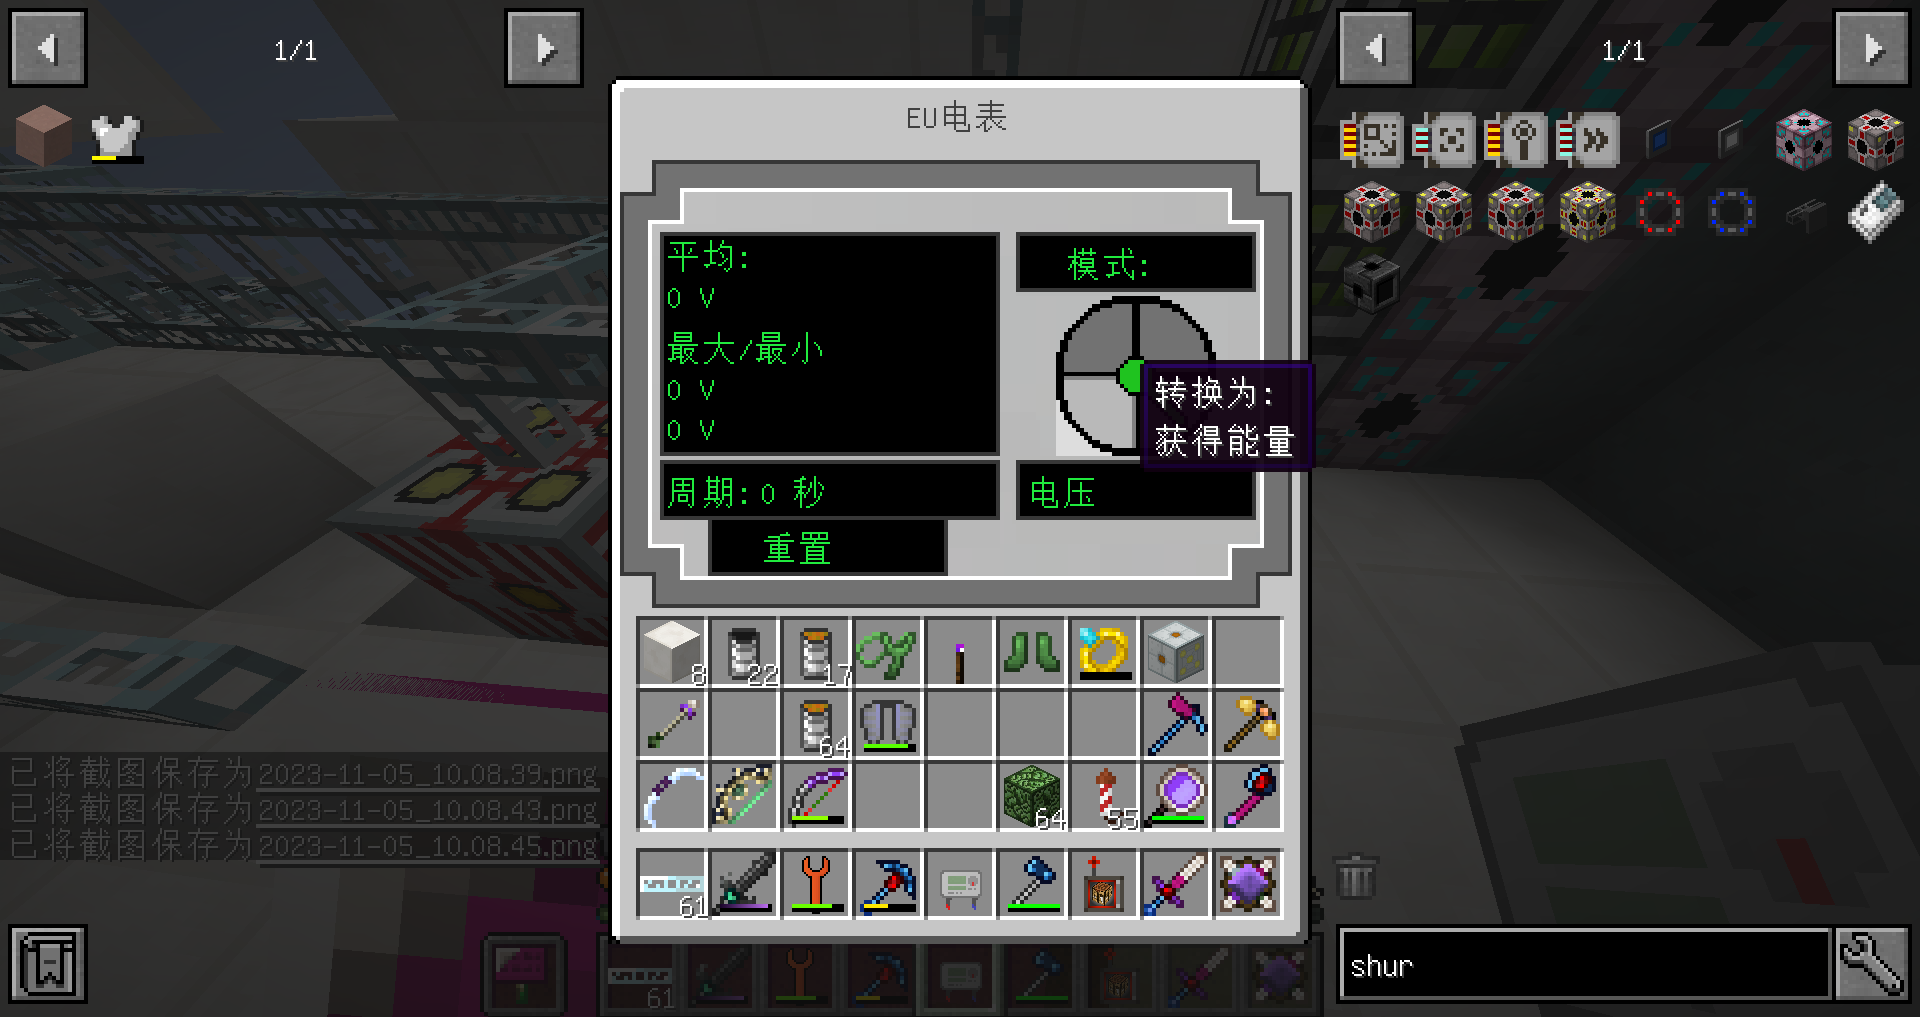 1/1
1/1
EU电表
平均:
0 V
最大/最小
0 V
0 V
模式:
转换为:
获得能量
周期:0 秒
电压
重置
8
22
17
64
64
55
61
已将截图保存为2023-11-05_10.08.39.png
已将截图保存为2023-11-05_10.08.43.png
已将截图保存为2023-11-05_10.08.45.png
61
shur